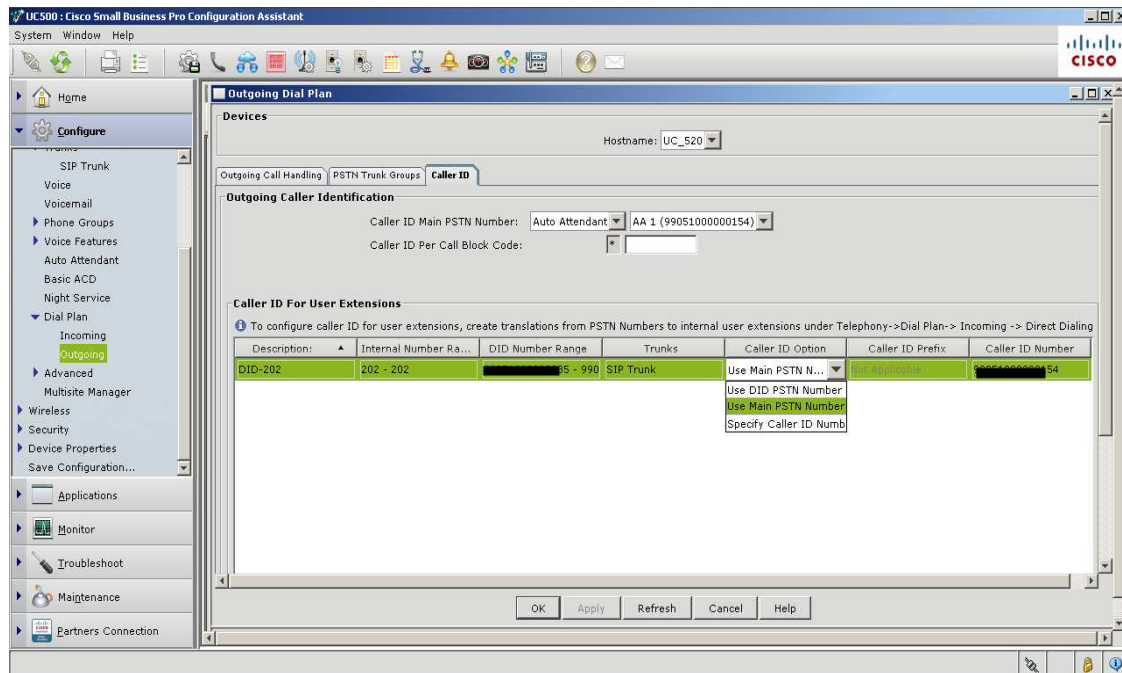 UC500 : Cisco Small Business Pro Configuration Assistant
System Window Help
CISCO
Home
Configure
SIP Trunk
Voice
Voicemail
Phone Groups
Voice Features
Auto Attendant
Basic ACD
Night Service
Dial Plan
Incoming
Outgoing
Advanced
Multisite Manager
Wireless
Security
Device Properties
Save Configuration...
Applications
Monitor
Troubleshoot
Maintenance
Partners Connection
Outgoing Dial Plan
Devices
Hostname: UC_520
Outgoing Call Handling PSTN Trunk Groups Caller ID
Outgoing Caller Identification
Caller ID Main PSTN Number: Auto Attendant AA 1 (99051000000154)
Caller ID Per Call Block Code: *
Caller ID For User Extensions
To configure caller ID for user extensions, create translations from PSTN Numbers to internal user extensions under Telephony->Dial Plan-> Incoming -> Direct Dialing
Description: Internal Number Ra... DID Number Range Trunks Caller ID Option Caller ID Prefix Caller ID Number
DID-202 202 - 202 85 - 990 SIP Trunk Use Main PSTN N... Not Applicable 54
Use DID PSTN Number
Use Main PSTN Number
Specify Caller ID Numb
OK Apply Refresh Cancel Help